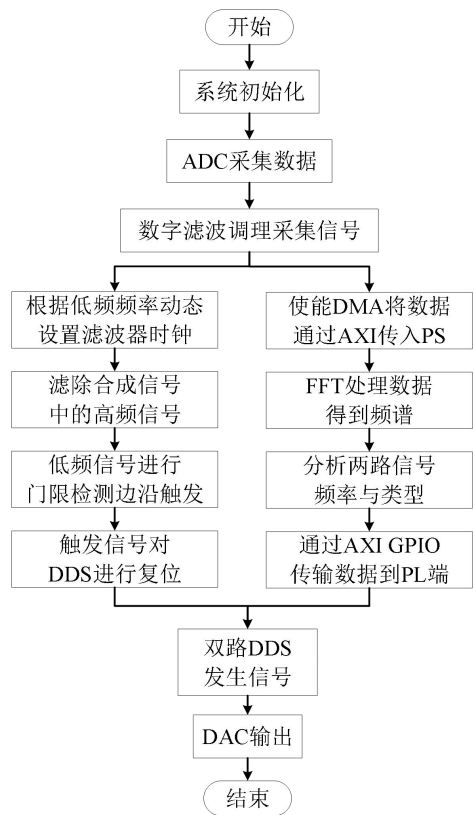 开始
系统初始化
ADC采集数据
数字滤波调理采集信号
根据低频频率动态
设置滤波器时钟
滤除合成信号
中的高频信号
低频信号进行
门限检测边沿触发
触发信号对
DDS进行复位
使能DMA将数据
通过AXI传入PS
FFT处理数据
得到频谱
分析两路信号
频率与类型
通过AXI GPIO
传输数据到PL端
双路DDS
发生信号
DAC输出
结束